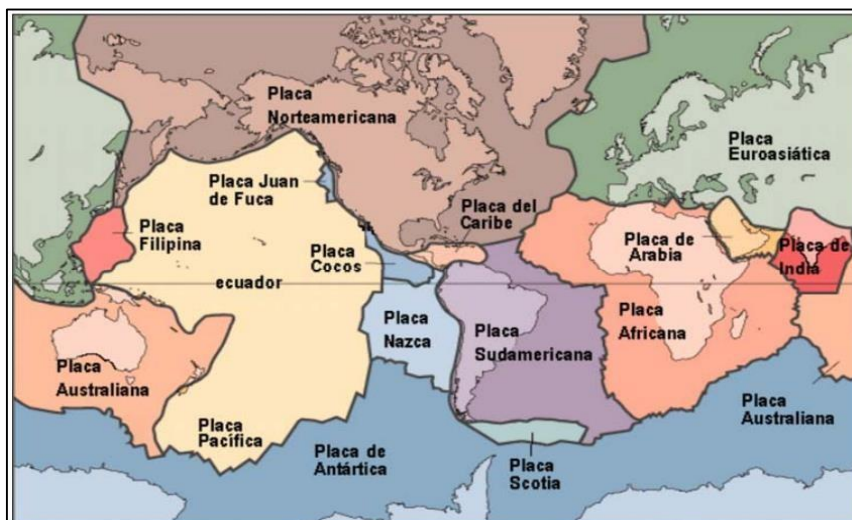 Placa
Norteamericana
Placa
Euroasiática
Placa Juan
de Fuca
Placa
Filipina
Placa del
Caribe
Placa
Cocos
Placa de
Arabia
Placa de
India
ecuador
Placa
Nazca
Placa
Sudamericana
Placa
Africana
Placa
Australiana
Placa
Australiana
Placa
Pacífica
Placa de
Antártica
Placa
Scotia